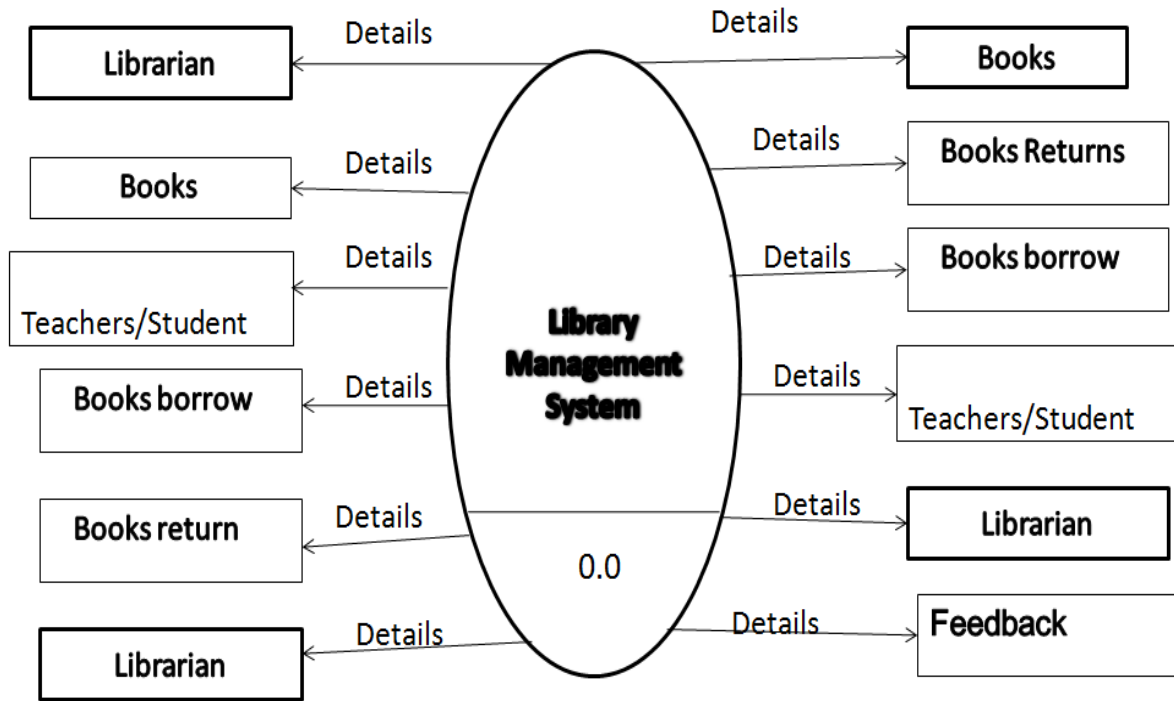 Details
Details
Librarian
Books
Details
Details
Books
Books Returns
Details
Details
Teachers/Student
Books borrow
Library
Management
System
Details
Details
Books borrow
Teachers/Student
Details
Details
Books return
Librarian
0.0
Details
Details
Librarian
Feedback